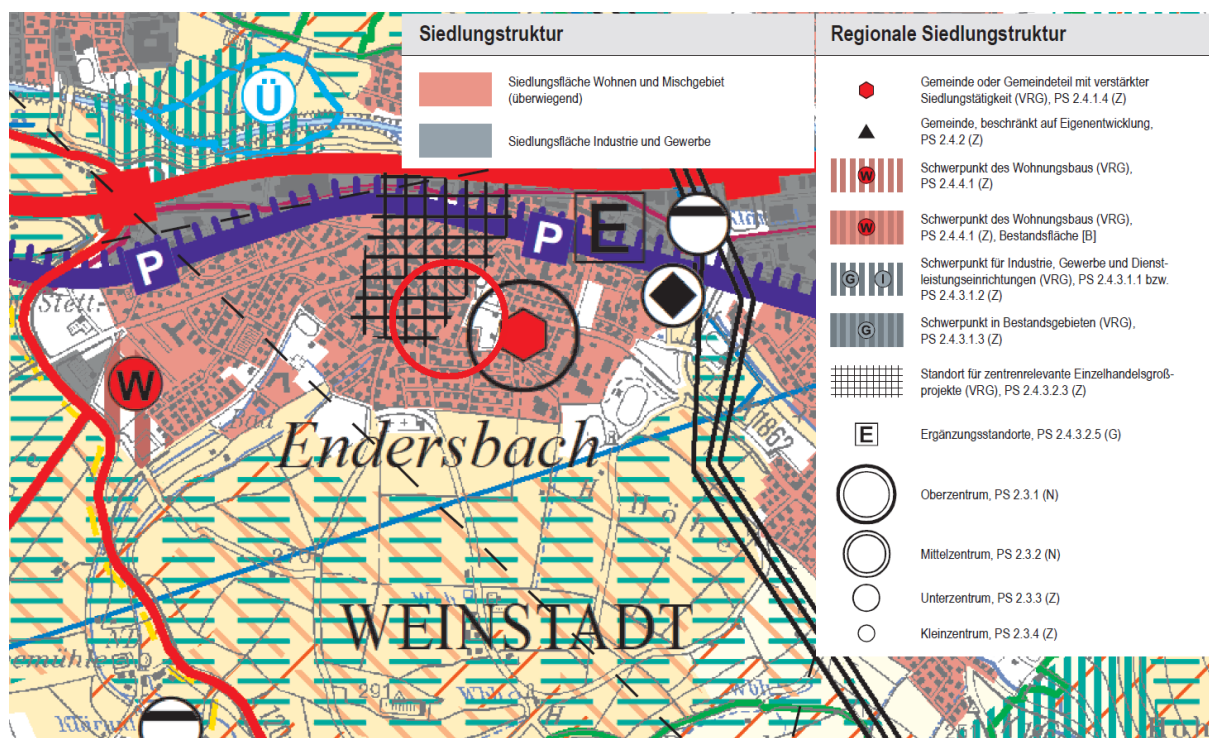 Siedlungstruktur
Siedlungsfläche Wohnen und Mischgebiet
(überwiegend)
Siedlungsfläche Industrie und Gewerbe
Regionale Siedlungsstruktur
Gemeinde oder Gemeindeteil mit verstärkter
Siedlungstätigkeit (VRG), PS 2.4.1.4 (Z)
Gemeinde, beschränkt auf Eigenentwicklung,
PS 2.4.2 (Z)
W
Schwerpunkt des Wohnungsbaus (VRG),
PS 2.4.4.1 (Z)
W
Schwerpunkt des Wohnungsbaus (VRG),
PS 2.4.4.1 (Z), Bestandsfläche [B]
G I
Schwerpunkt für Industrie, Gewerbe und Dienst-
leistungseinrichtungen (VRG), PS 2.4.3.1.1 bzw.
PS 2.4.3.1.2 (Z)
G
Schwerpunkt in Bestandsgebieten (VRG),
PS 2.4.3.1.3 (Z)
Standort für zentrenrelevante Einzelhandelsgroß-
projekte (VRG), PS 2.4.3.2.3 (Z)
E
Ergänzungsstandorte, PS 2.4.3.2.5 (G)
Oberzentrum, PS 2.3.1 (N)
Mittelzentrum, PS 2.3.2 (N)
Unterzentrum, PS 2.3.3 (Z)
Kleinzentrum, PS 2.3.4 (Z)
Ü
P
P
E
Stett.
W
Endersbach
1862
WEINSTADT
291